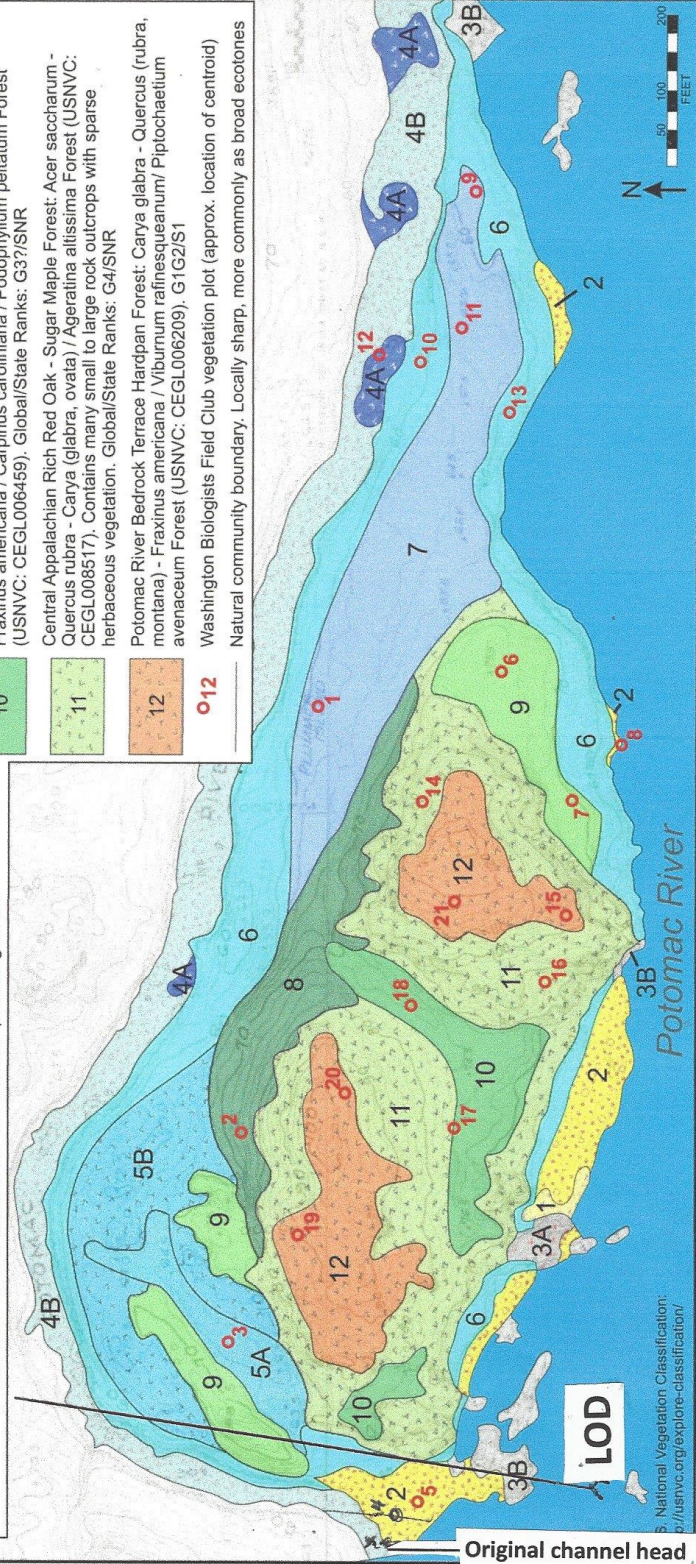 Fraxinus americana / Carpinus caroliniana / Podophyllum peltatum Forest
(USNVC: CEGL006459). Global/State Ranks: G3?/SNR
10
Central Appalachian Rich Red Oak - Sugar Maple Forest: Acer saccharum -
Quercus rubra - Carya (glabra, ovata) / Ageratina altissima Forest (USNVC:
CEGL008517). Contains many small to large rock outcrops with sparse
herbaceous vegetation. Global/State Ranks: G4/SNR
11
Potomac River Bedrock Terrace Hardpan Forest: Carya glabra - Quercus (rubra,
montana) - Fraxinus americana / Viburnum rafinesqueanum/ Piptochaetium
avenaceum Forest (USNVC: CEGL006209). G1G2/S1
12
12
Washington Biologists Field Club vegetation plot (approx. location of centroid)
Natural community boundary. Locally sharp, more commonly as broad ecotones
4B
5B
4A
9
9
3
5A
2
8
6
4A
12
4A
4A
4B
4A
3B
10
7
1
11
9
6
13
2
19
20
12
11
10
18
17
10
14
12
21
15
11
16
9
6
7
6
8
2
10
2
5
3B
6
3A
1
2
3B
Potomac River
N
50
100
200
FEET
LOD
Original channel head
S. National Vegetation Classification:
p://usnvc.org/explore-classification/